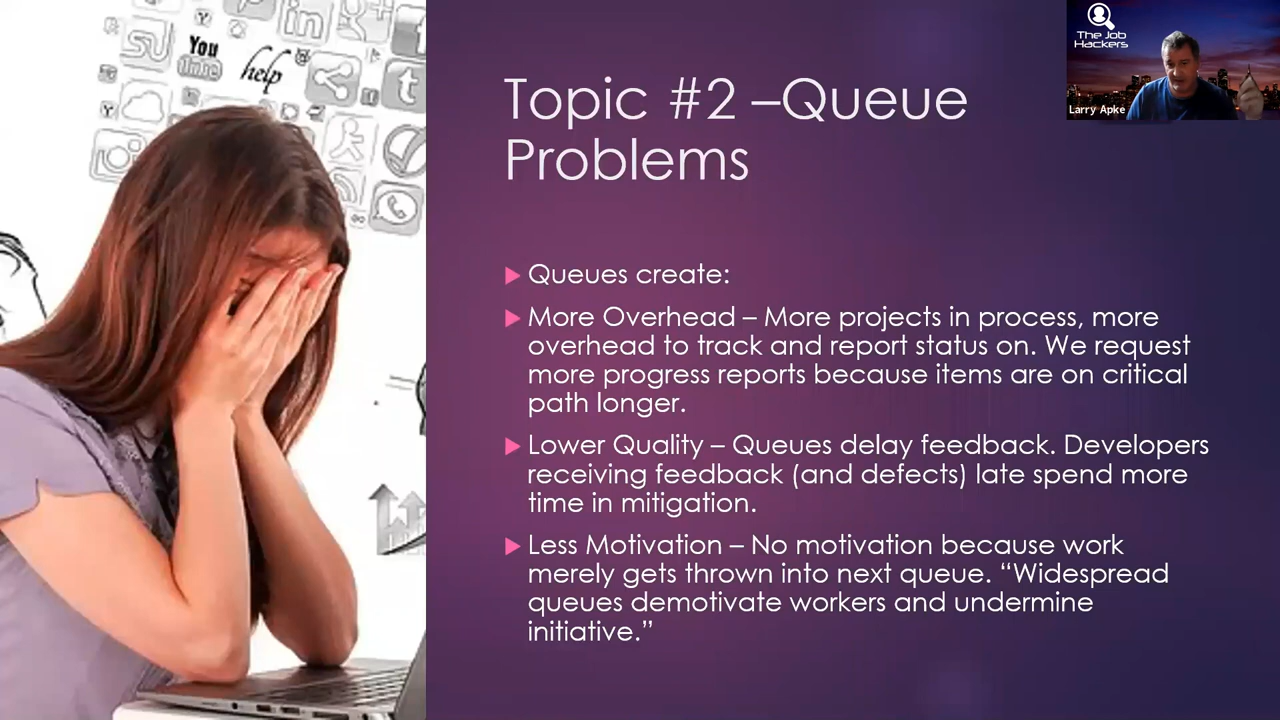 You
Tube
help
in
g+
t
Topic #2 –Queue
Problems
The Job
Hackers
Larry Apke
Queues create:
More Overhead – More projects in process, more
overhead to track and report status on. We request
more progress reports because items are on critical
path longer.
Lower Quality – Queues delay feedback. Developers
receiving feedback (and defects) late spend more
time in mitigation.
Less Motivation – No motivation because work
merely gets thrown into next queue. “Widespread
queues demotivate workers and undermine
initiative.”